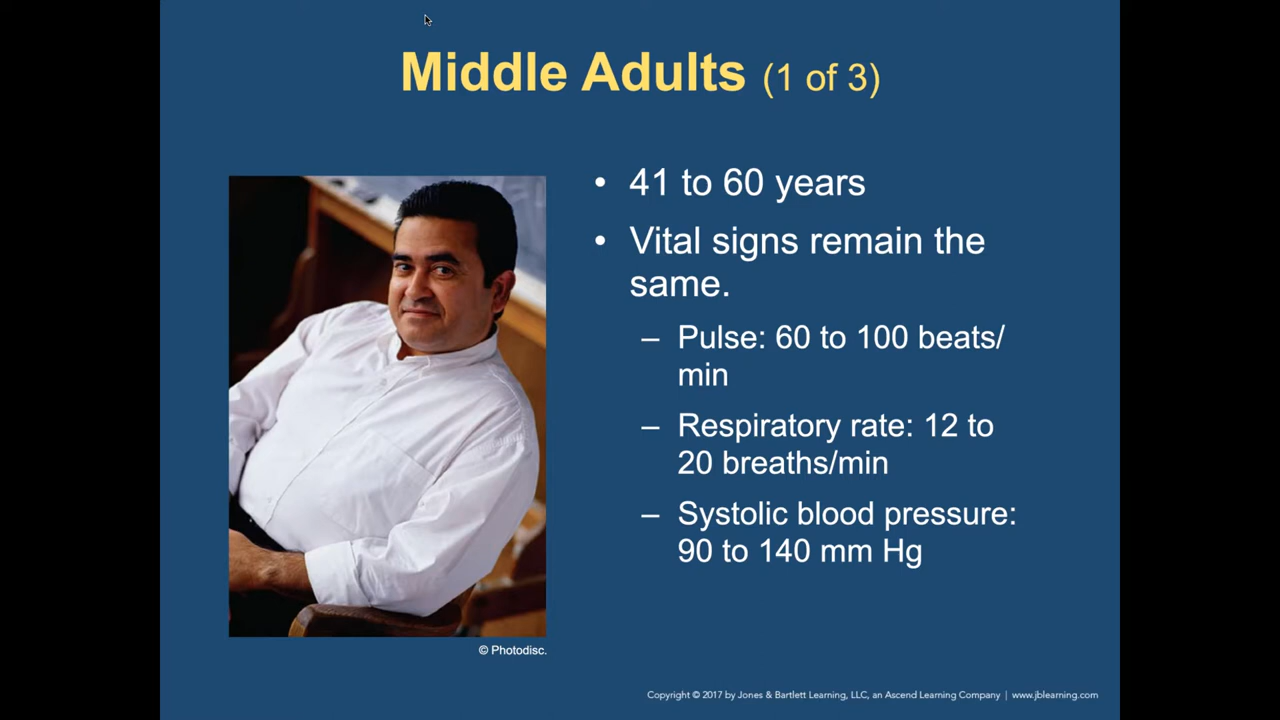 Middle Adults (1 of 3)
• 41 to 60 years
• Vital signs remain the
same.
– Pulse: 60 to 100 beats/
min
– Respiratory rate: 12 to
20 breaths/min
– Systolic blood pressure:
90 to 140 mm Hg
© Photodisc.
Copyright © 2017 by Jones & Bartlett Learning, LLC, an Ascend Learning Company | www.jblearning.com